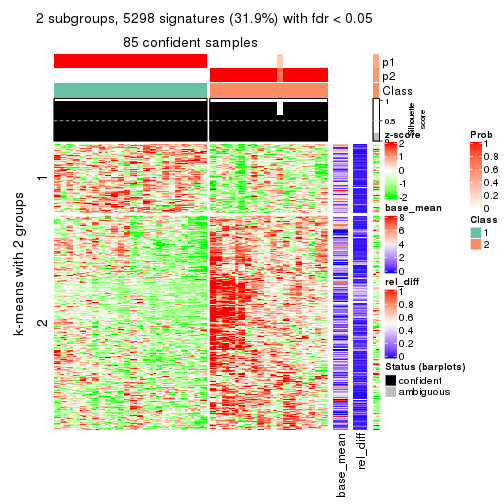 2 subgroups, 5298 signatures (31.9%) with fdr < 0.05
85 confident samples
p1
p2
Class
1
0.5
0
Silhouette
score
k-means with 2 groups
1
2
base_mean
rel_diff
z-score
2
1
0
-1
-2
base_mean
8
6
4
2
0
rel_diff
1
0.8
0.6
0.4
0.2
0
Status (barplots)
confident
ambiguous
Prob
1
0.8
0.6
0.4
0.2
0
Class
1
2